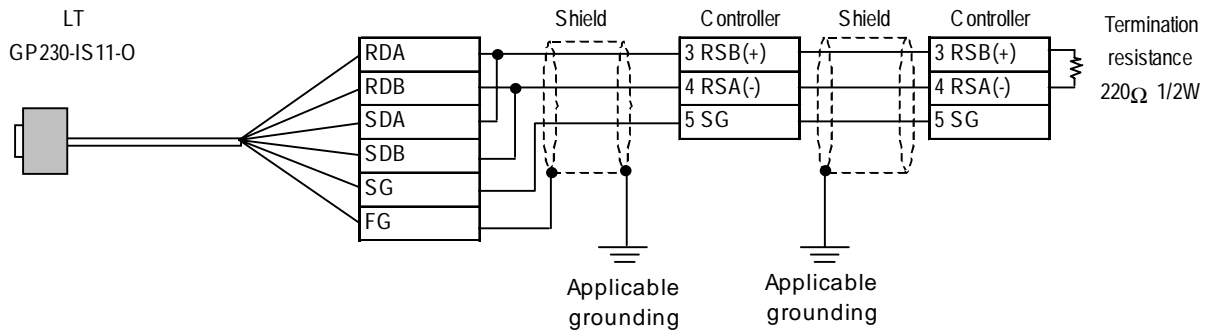 LT
GP230-IS11-O
RDA
RDB
SDA
SDB
SG
FG
Shield
Controller
3 RSB(+)
4 RSA(-)
5 SG
Shield
Controller
3 RSB(+)
4 RSA(-)
5 SG
Termination
resistance
220Ω 1/2W
Applicable
grounding
Applicable
grounding